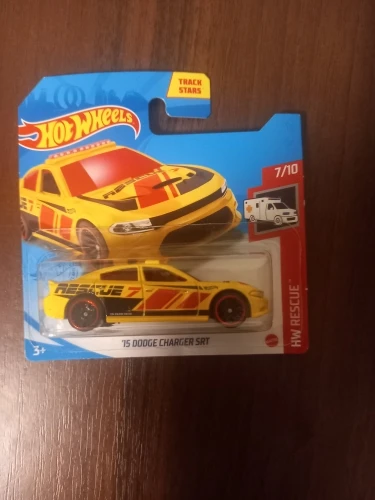 TRACK
STARS
HOT WHEELS
7/10
RESCUE 7
'15 DODGE CHARGER SRT
HW RESCUE
3+